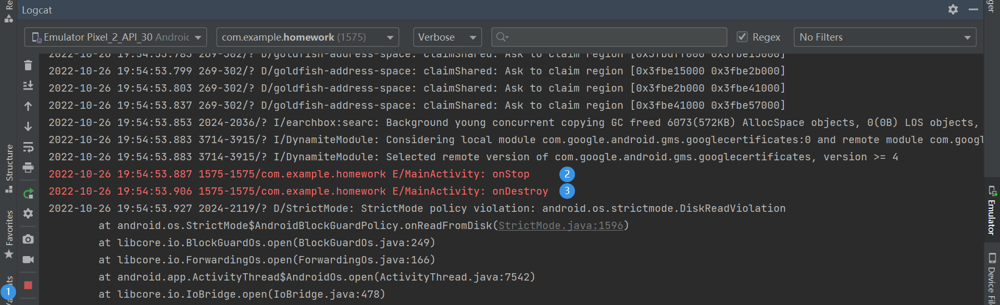 Logcat
Emulator Pixel_2_API_30 Android
com.example.homework (1575)
Verbose
Regex
No Filters
2022-10-26 19:54:53.799 269-302/? D/goldfish-address-space: claimShared: Ask to claim region [0x3fbe15000 0x3fbe2b000]
2022-10-26 19:54:53.803 269-302/? D/goldfish-address-space: claimShared: Ask to claim region [0x3fbe2b000 0x3fbe41000]
2022-10-26 19:54:53.837 269-302/? D/goldfish-address-space: claimShared: Ask to claim region [0x3fbe41000 0x3fbe57000]
2022-10-26 19:54:53.853 2024-2036/? I/earchbox:searc: Background young concurrent copying GC freed 6073(572KB) AllocSpace objects, 0(0B) LOS objects,
2022-10-26 19:54:53.883 3714-3915/? I/DynamiteModule: Considering local module com.google.android.gms.googlecertificates:0 and remote module com.googl
2022-10-26 19:54:53.883 3714-3915/? I/DynamiteModule: Selected remote version of com.google.android.gms.googlecertificates, version >= 4
2022-10-26 19:54:53.887 1575-1575/com.example.homework E/MainActivity: onStop 2
2022-10-26 19:54:53.906 1575-1575/com.example.homework E/MainActivity: onDestroy 3
2022-10-26 19:54:53.927 2024-2119/? D/StrictMode: StrictMode policy violation: android.os.strictmode.DiskReadViolation
at android.os.StrictMode$AndroidBlockGuardPolicy.onReadFromDisk(StrictMode.java:1596)
at libcore.io.BlockGuardOs.open(BlockGuardOs.java:249)
at libcore.io.ForwardingOs.open(ForwardingOs.java:166)
at android.app.ActivityThread$AndroidOs.open(ActivityThread.java:7542)
at libcore.io.IoBridge.open(IoBridge.java:478)
Structure
Favorites
1
Emulator
Device File